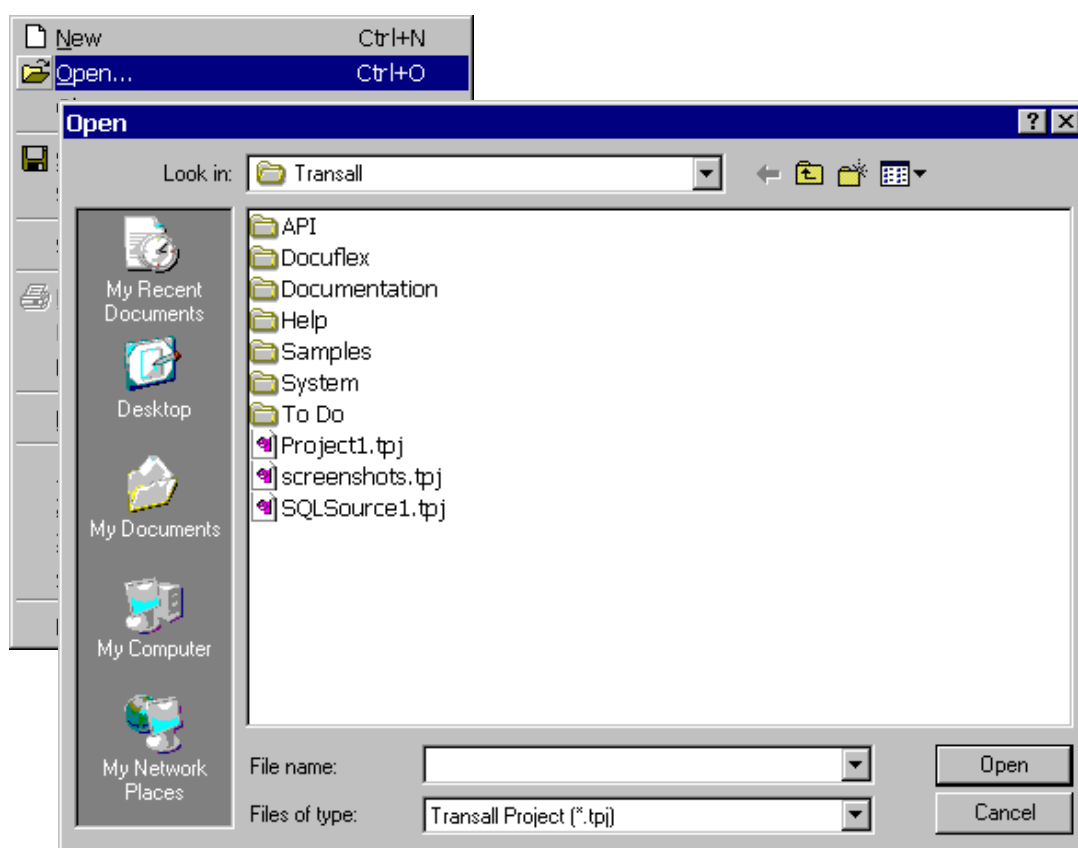 New Ctrl+N
Open... Ctrl+O
Open
Look in: Transall
My Recent
Documents
Desktop
My Documents
My Computer
My Network
Places
API
Docuflex
Documentation
Help
Samples
System
To Do
Project1.tpj
screenshots.tpj
SQLSource1.tpj
File name: Open
Files of type: Transall Project (*.tpj) Cancel